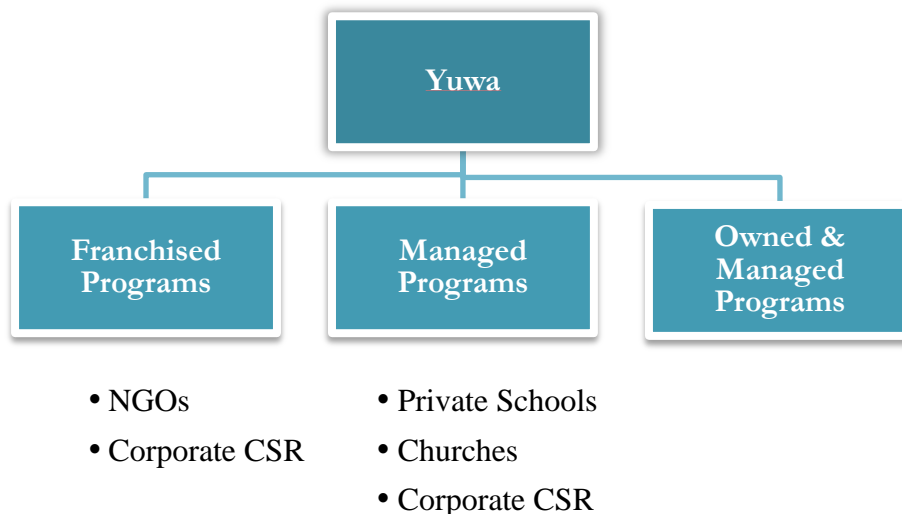 Yuwa
Franchised
Programs
Managed
Programs
Owned &
Managed
Programs
• NGOs
• Corporate CSR
• Private Schools
• Churches
• Corporate CSR